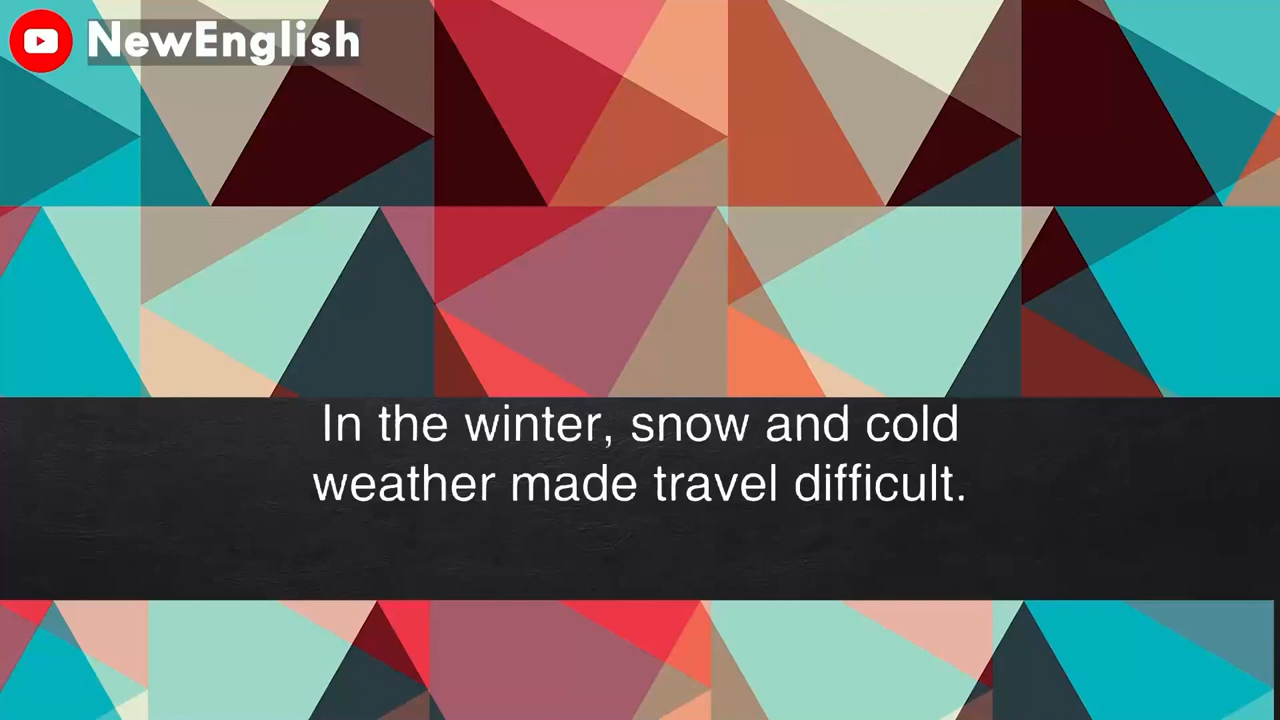 NewEnglish
In the winter, snow and cold
weather made travel difficult.